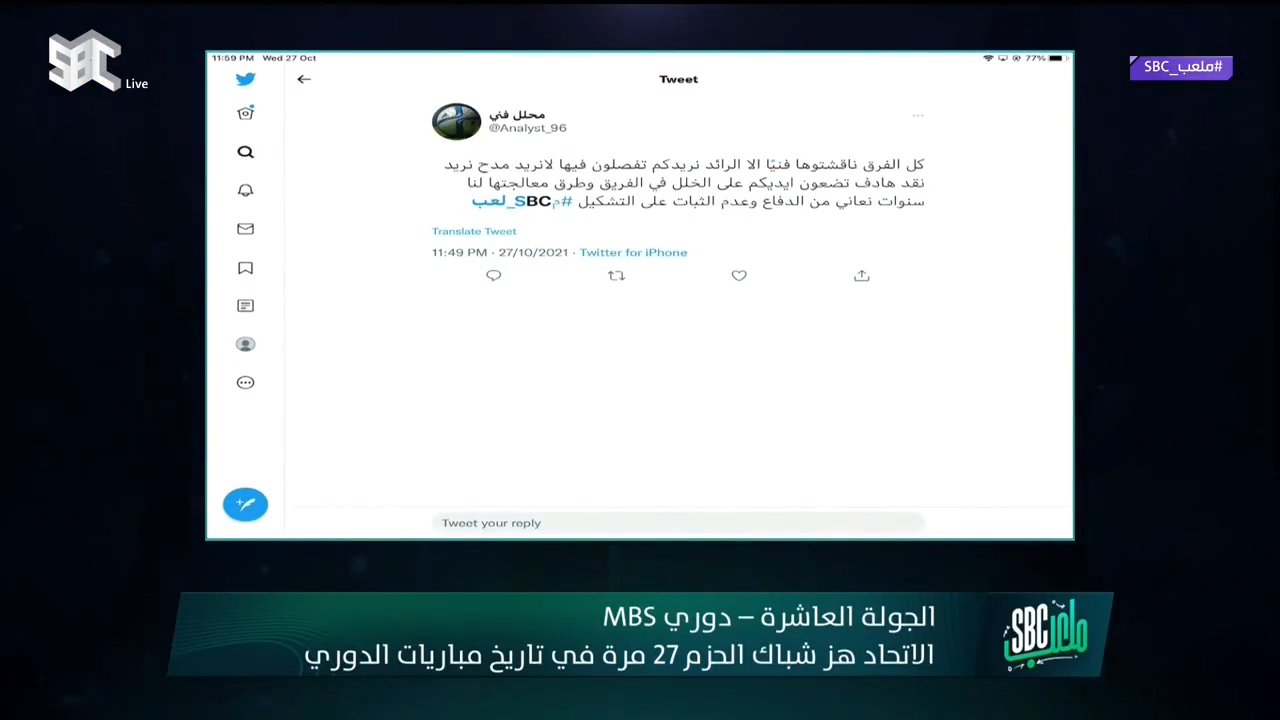 SBC Live
#ملعب_SBC
11:59 PM Wed 27 Oct
77%
Tweet
محلل فني
@Analyst_96
كل الفرق ناقشتوها فنيًا الا الرائد نريدكم تفصلون فيها لانريد مدح نريد
نقد هادف تضعون ايديكم على الخلل في الفريق وطرق معالجتها لنا
سنوات نعاني من الدفاع وعدم الثبات على التشكيل #مSBC_لعب
Translate Tweet
11:49 PM · 27/10/2021 · Twitter for iPhone
Tweet your reply
الجولة العاشرة – دوري MBS
الاتحاد هز شباك الحزم 27 مرة في تاريخ مباريات الدوري
ملعب SBC